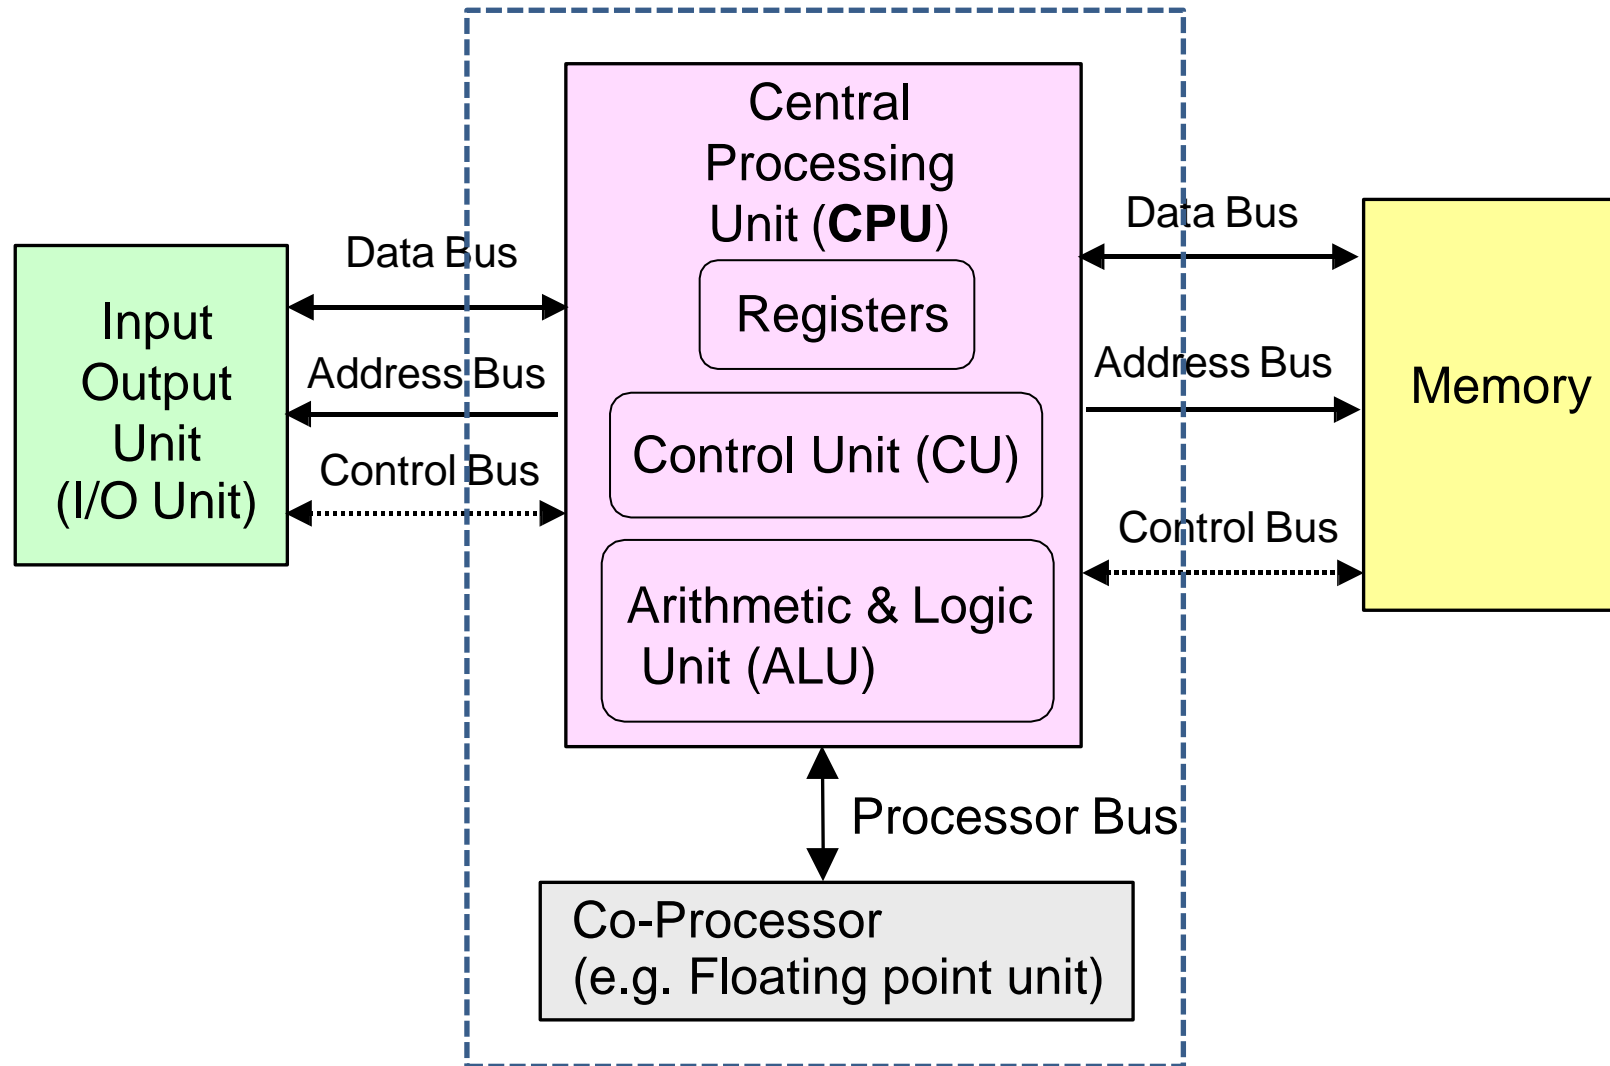 Central
Processing
Unit (CPU)
Registers
Control Unit (CU)
Arithmetic & Logic
Unit (ALU)
Input
Output
Unit
(I/O Unit)
Data Bus
Address Bus
Control Bus
Data Bus
Address Bus
Control Bus
Memory
Processor Bus
Co-Processor
(e.g. Floating point unit)